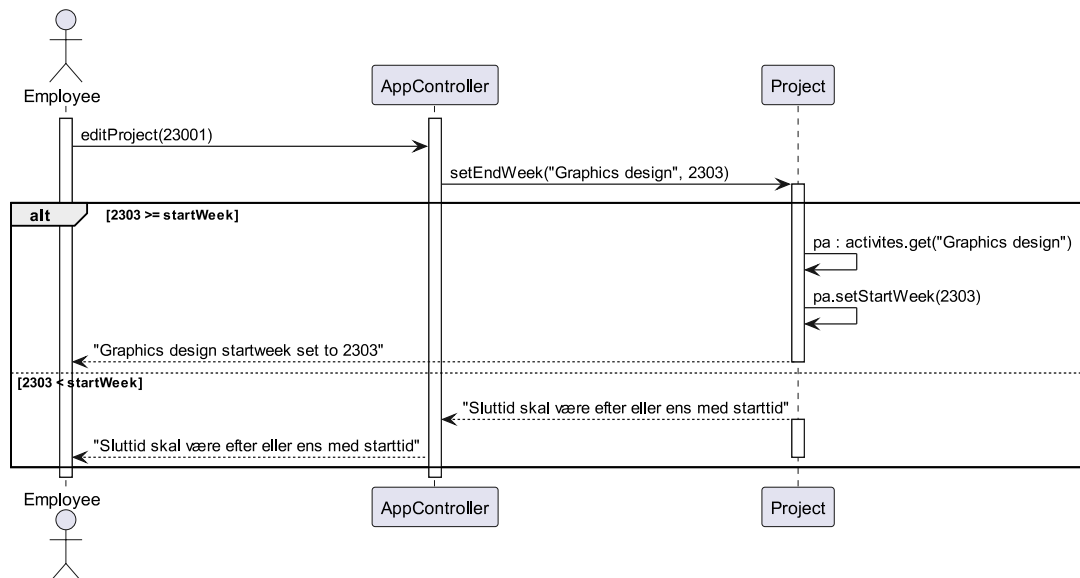 Employee
AppController
Project
editProject(23001)
setEndWeek("Graphics design", 2303)
alt
[2303 >= startWeek]
pa : activites.get("Graphics design")
pa.setStartWeek(2303)
"Graphics design startweek set to 2303"
[2303 < startWeek]
"Sluttid skal være efter eller ens med starttid"
"Sluttid skal være efter eller ens med starttid"
Employee
AppController
Project